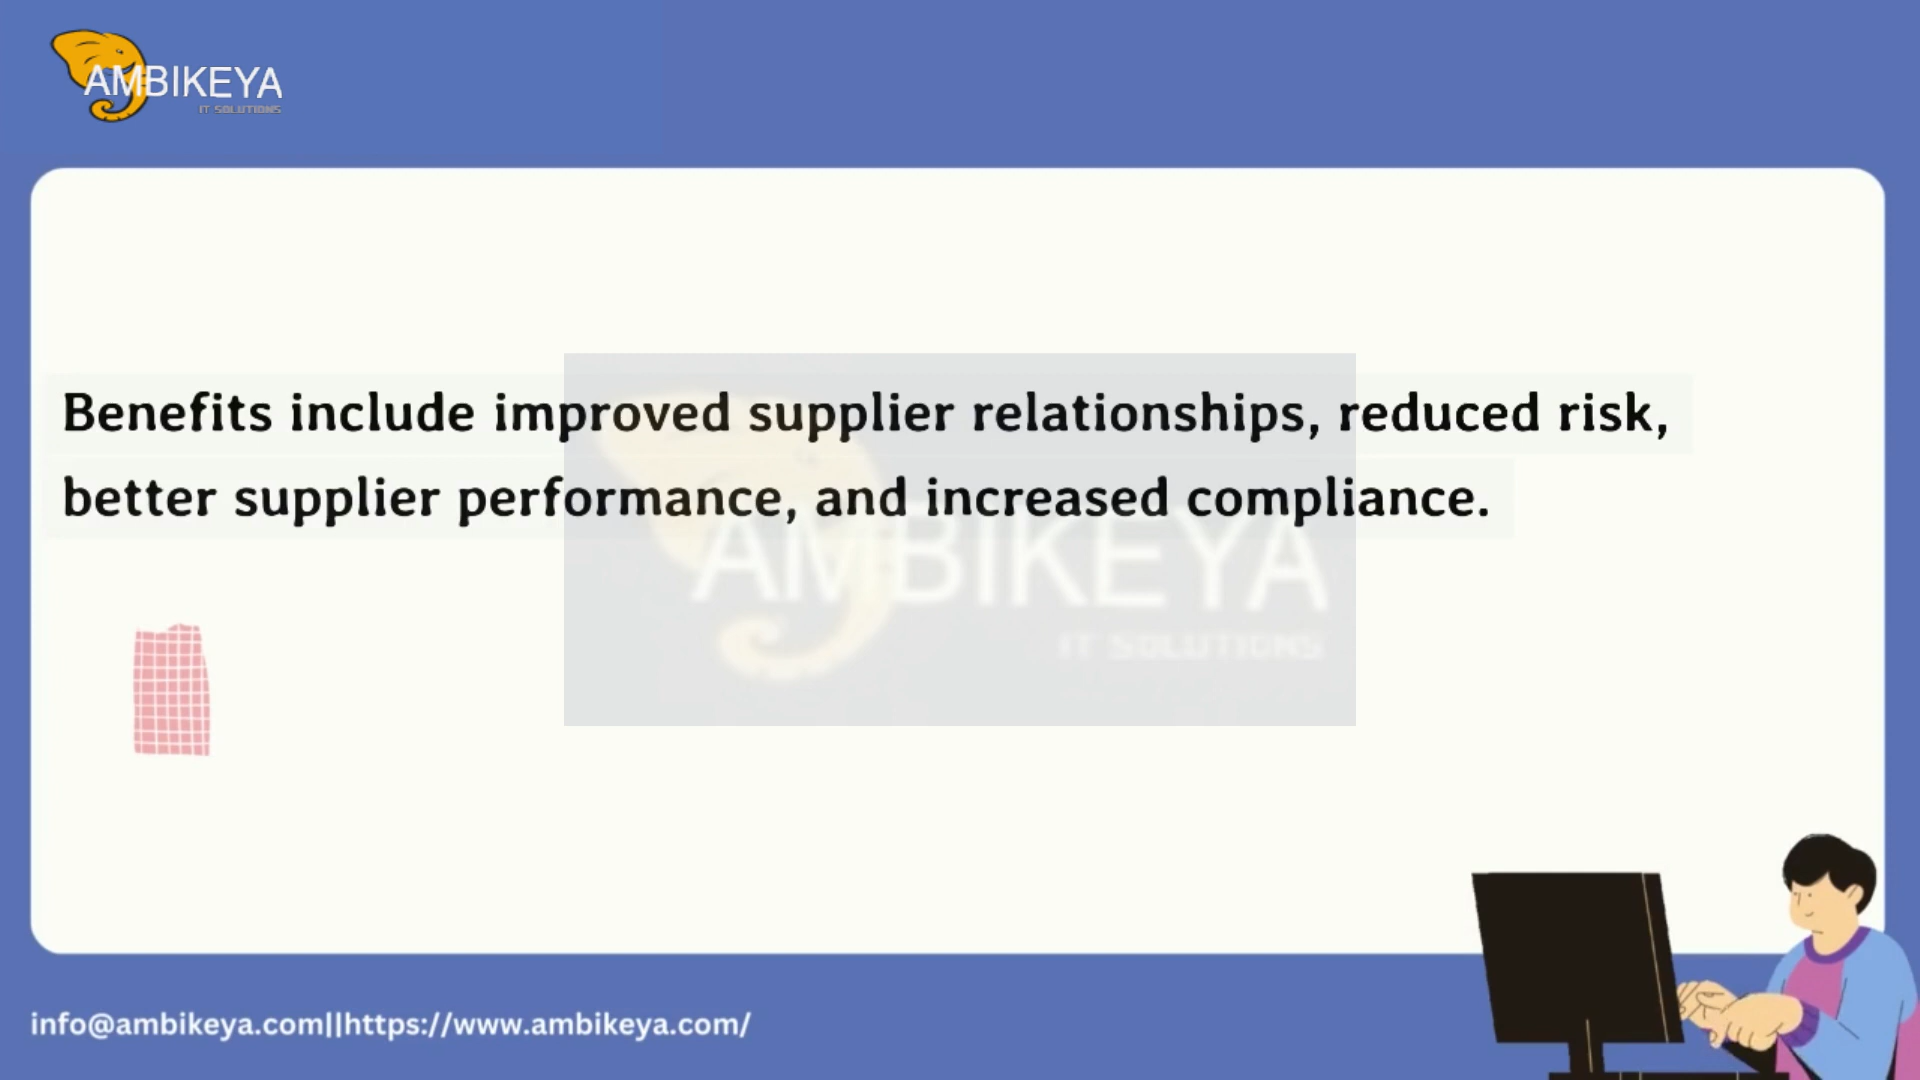 AMBIKEYA
IT SOLUTIONS
Benefits include improved supplier relationships, reduced risk,
better supplier performance, and increased compliance.
AMBIKEYA
IT SOLUTIONS
info@ambikeya.com||https://www.ambikeya.com/